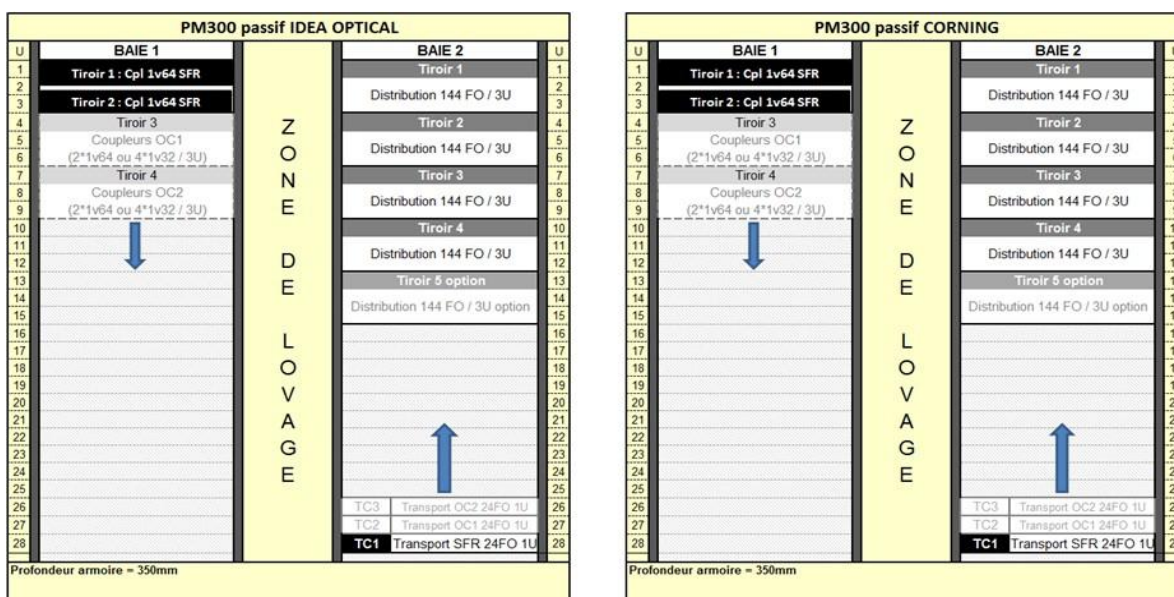 PM300 passif IDEA OPTICAL
U BAIE 1 BAIE 2 U
1 Tiroir 1 : Cpl 1v64 SFR Tiroir 1 1
2 Distribution 144 FO / 3U 2
3 Tiroir 2 : Cpl 1v64 SFR 3
4 Tiroir 3 Tiroir 2 4
5 Coupleurs OC1 Distribution 144 FO / 3U 5
6 (2*1v64 ou 4*1v32 / 3U) 6
7 Tiroir 4 Tiroir 3 7
8 Coupleurs OC2 Distribution 144 FO / 3U 8
9 (2*1v64 ou 4*1v32 / 3U) 9
10 Tiroir 4 10
11 Distribution 144 FO / 3U 11
12 12
13 Tiroir 5 option 13
14 Distribution 144 FO / 3U option 14
15 15
16 16
17 17
18 18
19 19
20 20
21 21
22 22
23 23
24 24
25 25
26 TC3 Transport OC2 24FO 1U 26
27 TC2 Transport OC1 24FO 1U 27
28 TC1 Transport SFR 24FO 1U 28
ZONE DE LOVAGE
Profondeur armoire = 350mm
PM300 passif CORNING
U BAIE 1 BAIE 2
1 Tiroir 1 : Cpl 1v64 SFR Tiroir 1
2 Distribution 144 FO / 3U
3 Tiroir 2 : Cpl 1v64 SFR
4 Tiroir 3 Tiroir 2
5 Coupleurs OC1 Distribution 144 FO / 3U
6 (2*1v64 ou 4*1v32 / 3U)
7 Tiroir 4 Tiroir 3
8 Coupleurs OC2 Distribution 144 FO / 3U
9 (2*1v64 ou 4*1v32 / 3U)
10 Tiroir 4
11 Distribution 144 FO / 3U
12
13 Tiroir 5 option
14 Distribution 144 FO / 3U option
15
16
17
18
19
20
21
22
23
24
25
26 TC3 Transport OC2 24FO 1U
27 TC2 Transport OC1 24FO 1U
28 TC1 Transport SFR 24FO 1U
ZONE DE LOVAGE
Profondeur armoire = 350mm